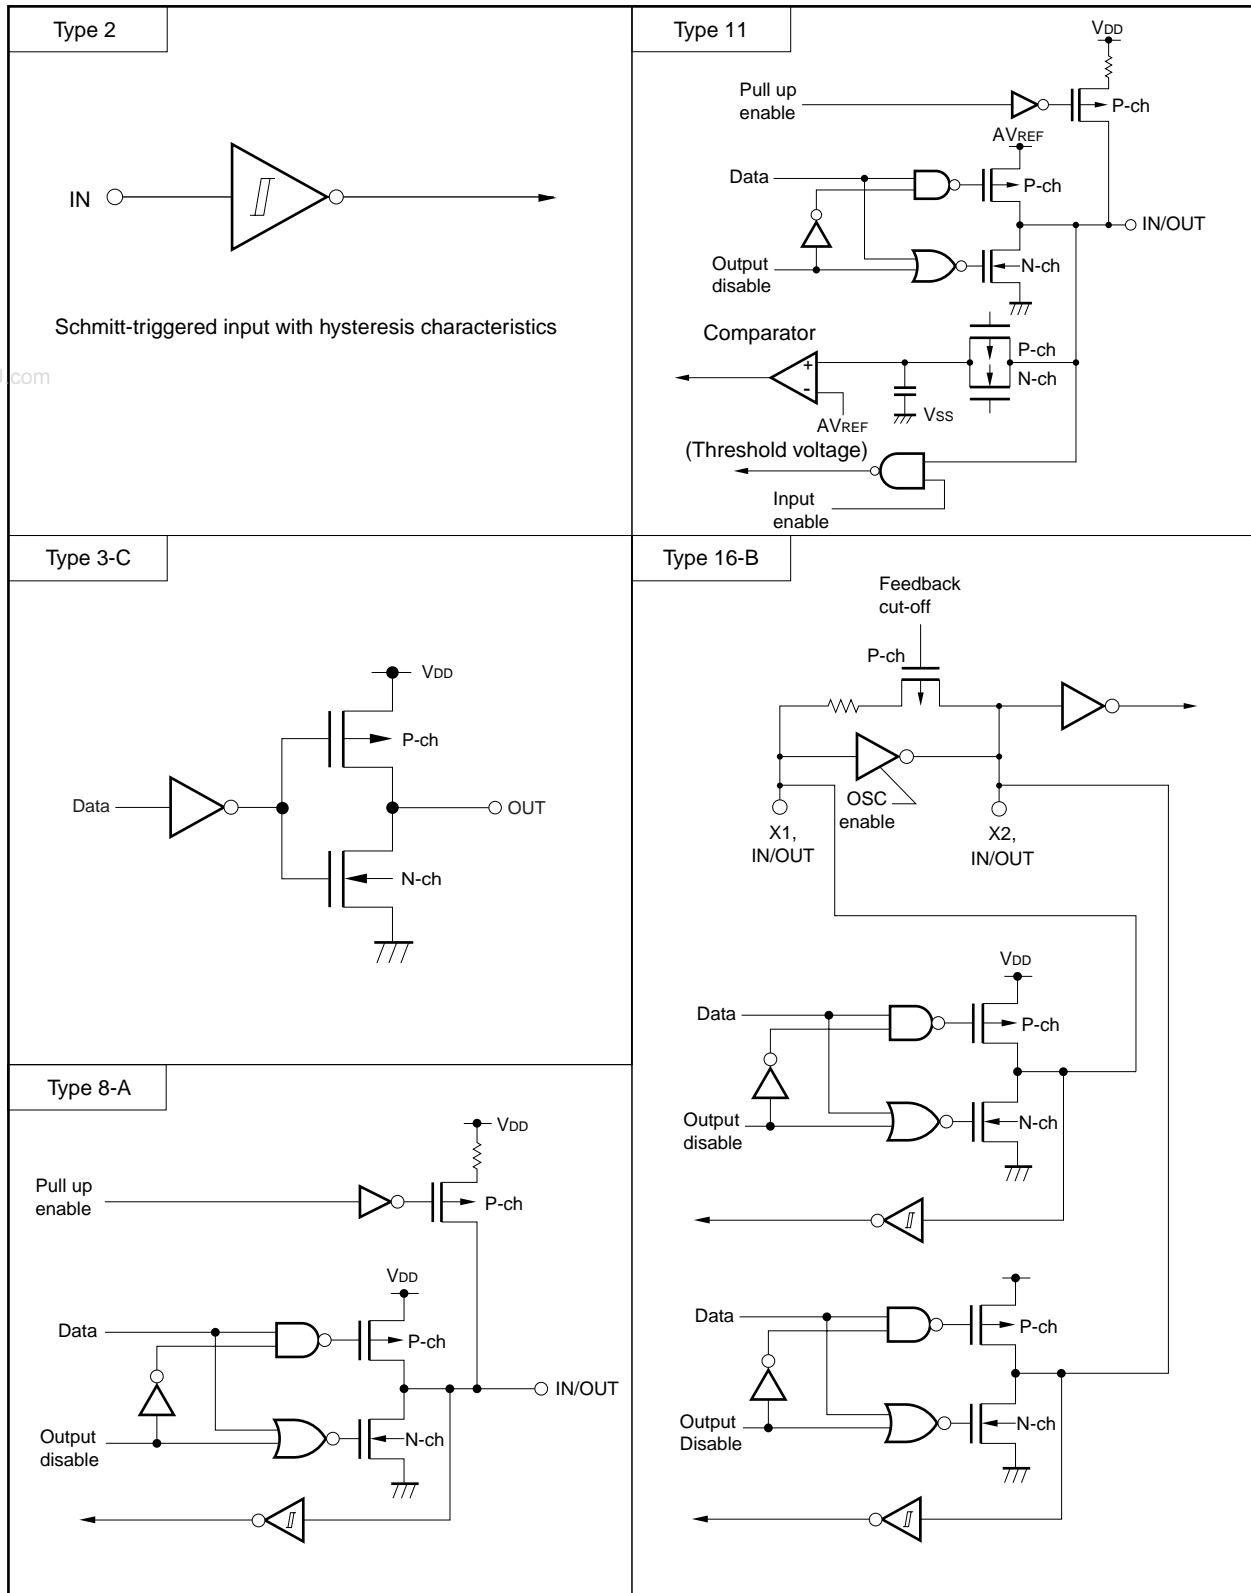 Type 2
IN
Schmitt-triggered input with hysteresis characteristics
.com
Type 11
VDD
Pull up
enable
P-ch
AVREF
Data
P-ch
IN/OUT
Output
disable
N-ch
Comparator
P-ch
N-ch
+
-
VSS
AVREF
(Threshold voltage)
Input
enable
Type 3-C
VDD
P-ch
Data
OUT
N-ch
Type 16-B
Feedback
cut-off
P-ch
OSC
enable
X1,
IN/OUT
X2,
IN/OUT
VDD
Data
P-ch
Output
disable
N-ch
Data
P-ch
Output
Disable
N-ch
Type 8-A
VDD
Pull up
enable
P-ch
VDD
Data
P-ch
IN/OUT
Output
disable
N-ch